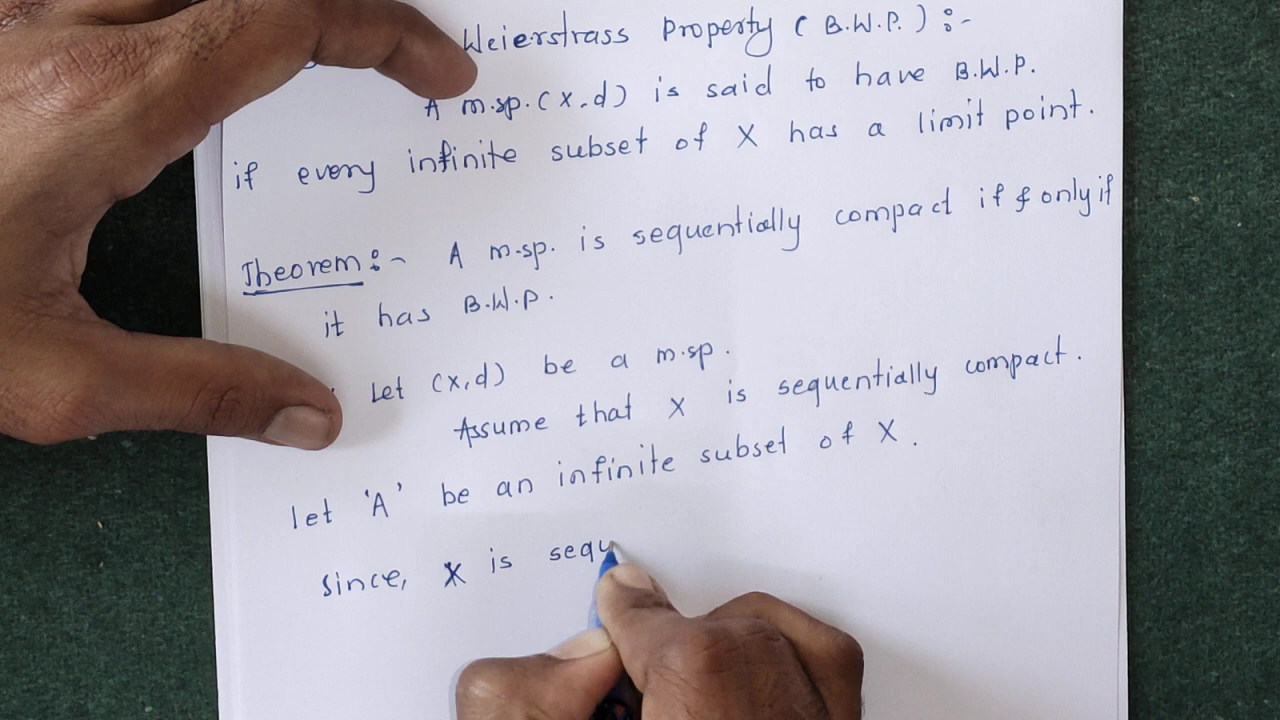 Weierstrass Property ( B.W.P. ) :-
A m.sp. (X,d) is said to have B.W.P.
if every infinite subset of X has a limit point.
Theorem :- A m.sp. is sequentially compact if & only if
it has B.W.P.
Let (X,d) be a m.sp.
Assume that X is sequentially compact.
let 'A' be an infinite subset of X.
Since, X is sequ